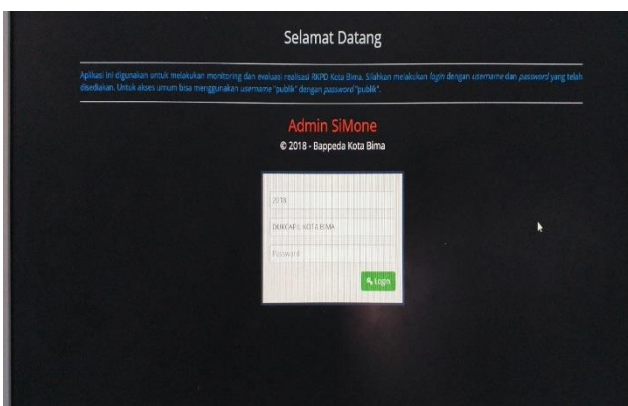 Selamat Datang
Aplikasi ini digunakan untuk melakukan monitoring dan evaluasi realisasi RKPD Kota Bima. Silahkan melakukan login dengan username dan password yang telah
disediakan. Untuk akses umum bisa menggunakan username "publik" dengan password "publik".
Admin SiMone
© 2018 - Bappeda Kota Bima
2018
DUKCAPIL KOTA BIMA
Password
Login